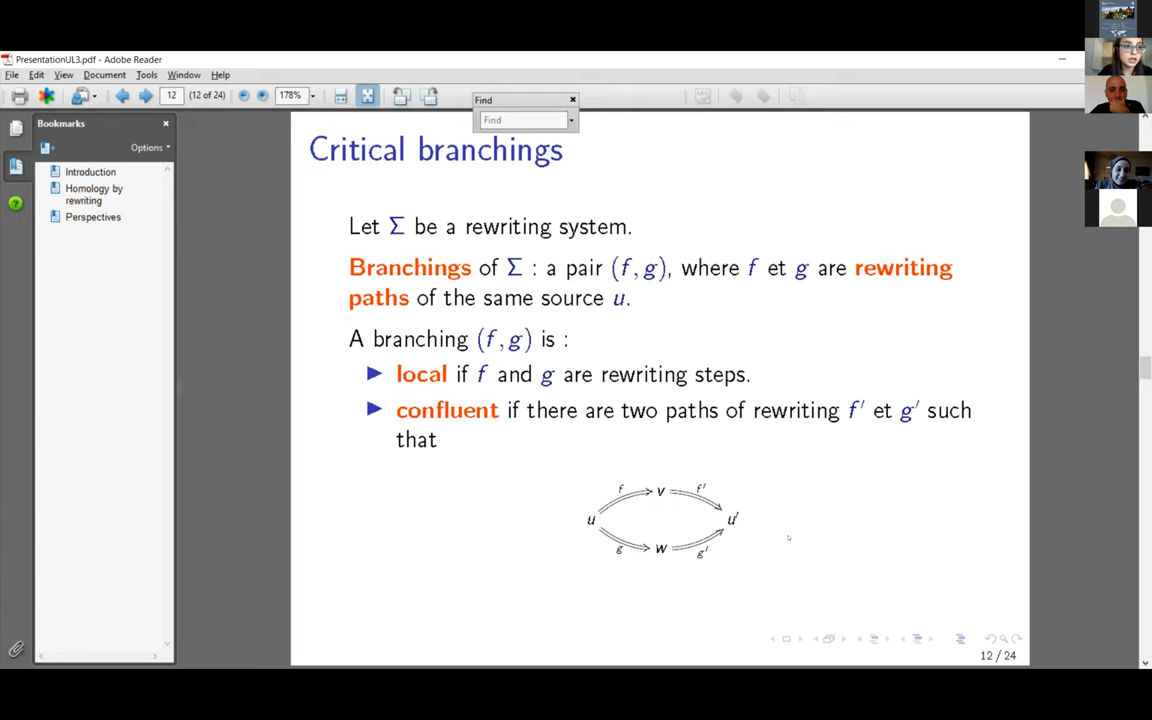 PresentationUL3.pdf - Adobe Reader
File Edit View Document Tools Window Help
12 (12 of 24) 178%
Find
Find
Bookmarks
Options
Introduction
Homology by
rewriting
Perspectives
Critical branchings
Let Σ be a rewriting system.
Branchings of Σ : a pair (f, g), where f et g are rewriting
paths of the same source u.
A branching (f, g) is :
▶ local if f and g are rewriting steps.
▶ confluent if there are two paths of rewriting f′ et g′ such
that
f f′
v
u u′
w
g g′
12 / 24